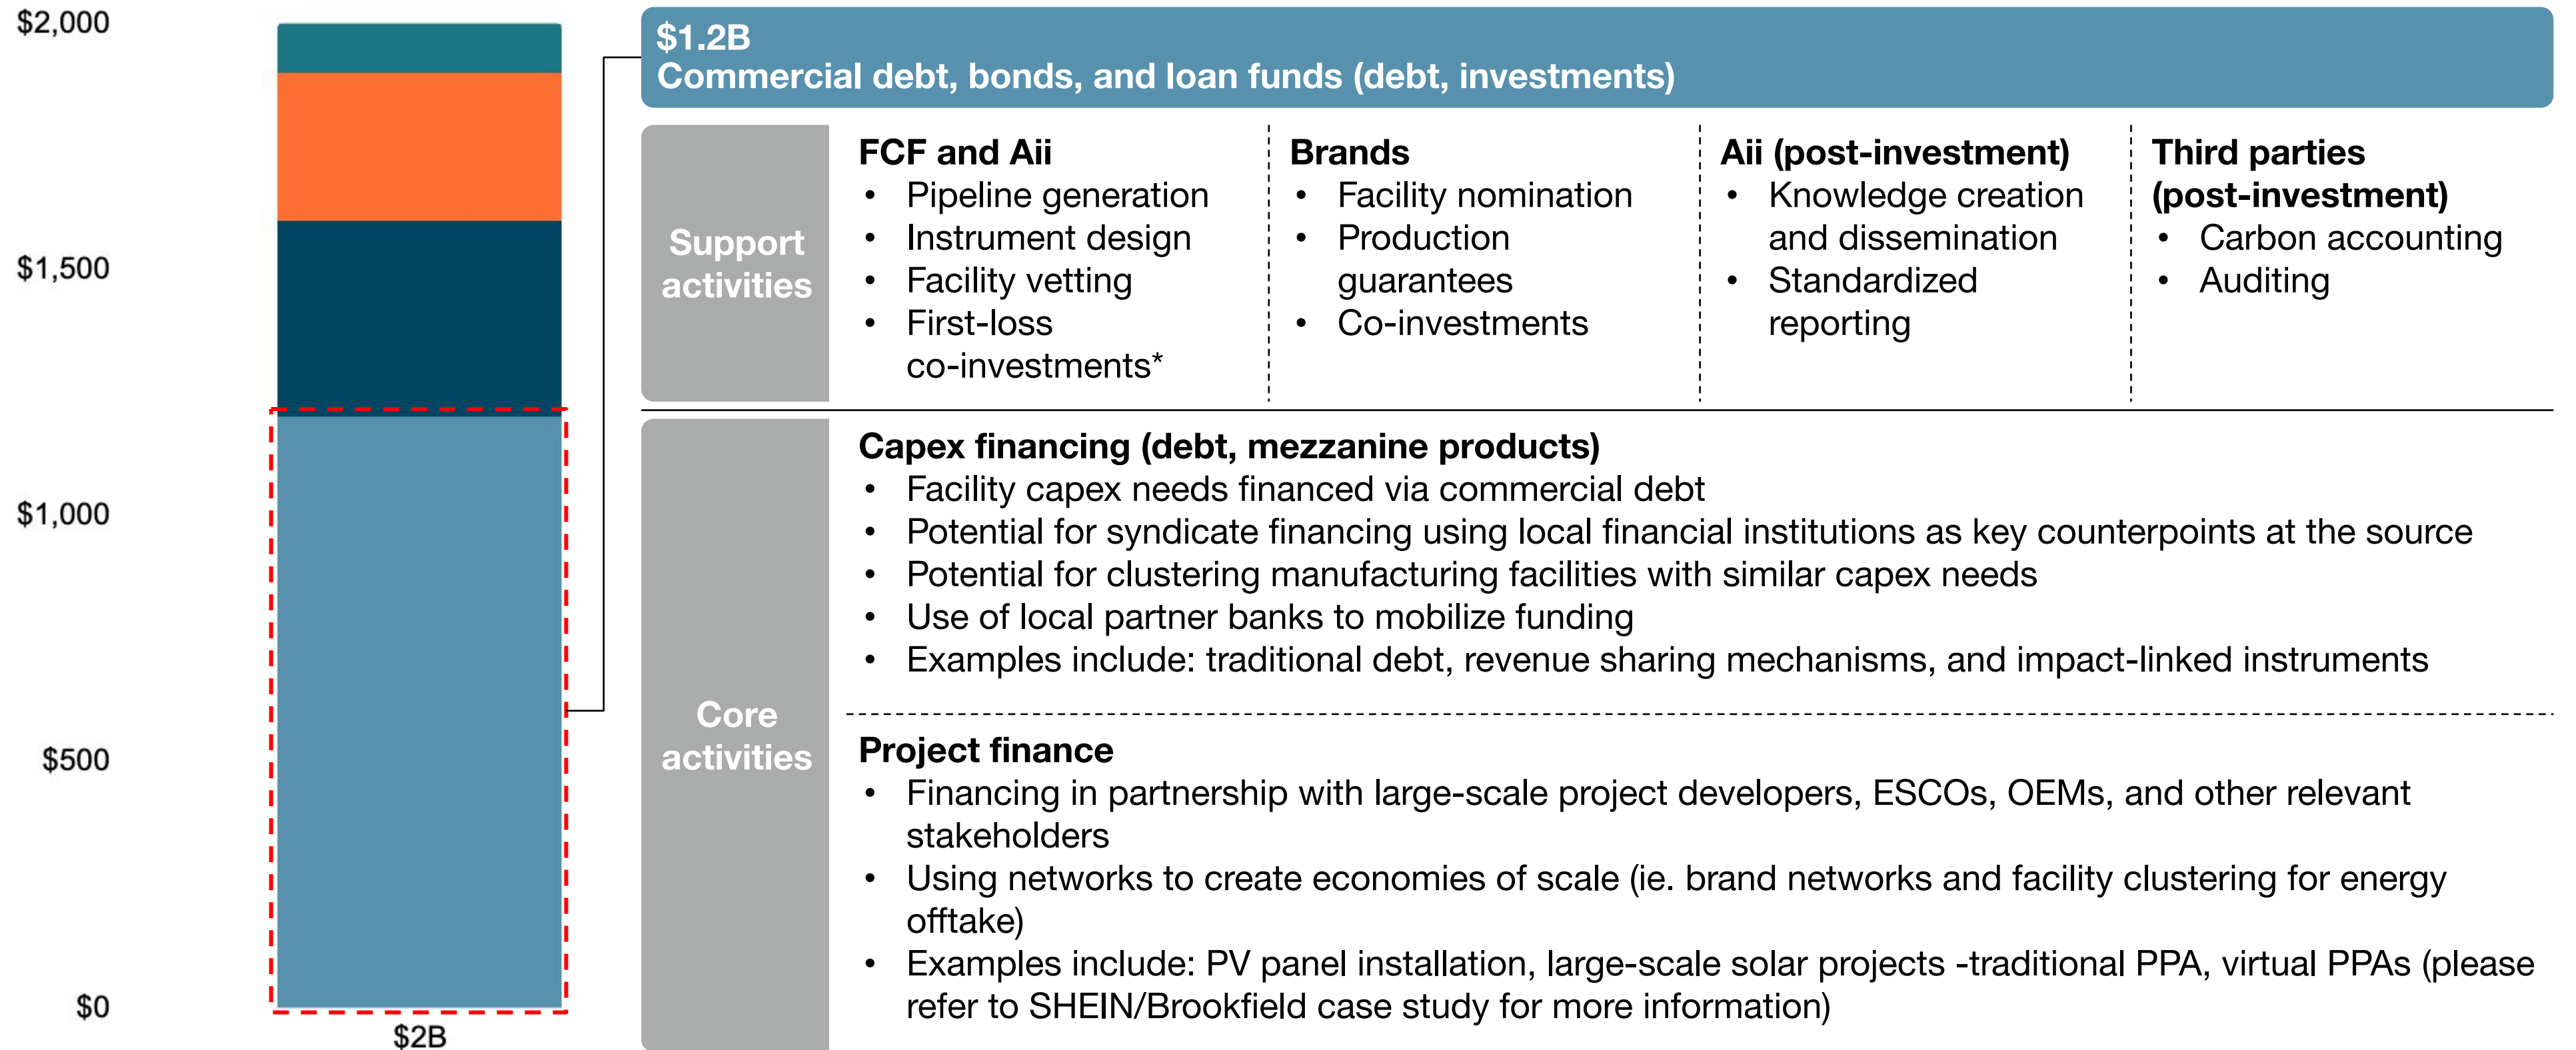 $2,000
$1,500
$1,000
$500
$0
$2B
$1.2B
Commercial debt, bonds, and loan funds (debt, investments)
Support
activities
FCF and Aii
• Pipeline generation
• Instrument design
• Facility vetting
• First-loss
co-investments*
Brands
• Facility nomination
• Production
guarantees
• Co-investments
Aii (post-investment)
• Knowledge creation
and dissemination
• Standardized
reporting
Third parties
(post-investment)
• Carbon accounting
• Auditing
Core
activities
Capex financing (debt, mezzanine products)
• Facility capex needs financed via commercial debt
• Potential for syndicate financing using local financial institutions as key counterpoints at the source
• Potential for clustering manufacturing facilities with similar capex needs
• Use of local partner banks to mobilize funding
• Examples include: traditional debt, revenue sharing mechanisms, and impact-linked instruments
Project finance
• Financing in partnership with large-scale project developers, ESCOs, OEMs, and other relevant
stakeholders
• Using networks to create economies of scale (ie. brand networks and facility clustering for energy
offtake)
• Examples include: PV panel installation, large-scale solar projects -traditional PPA, virtual PPAs (please
refer to SHEIN/Brookfield case study for more information)